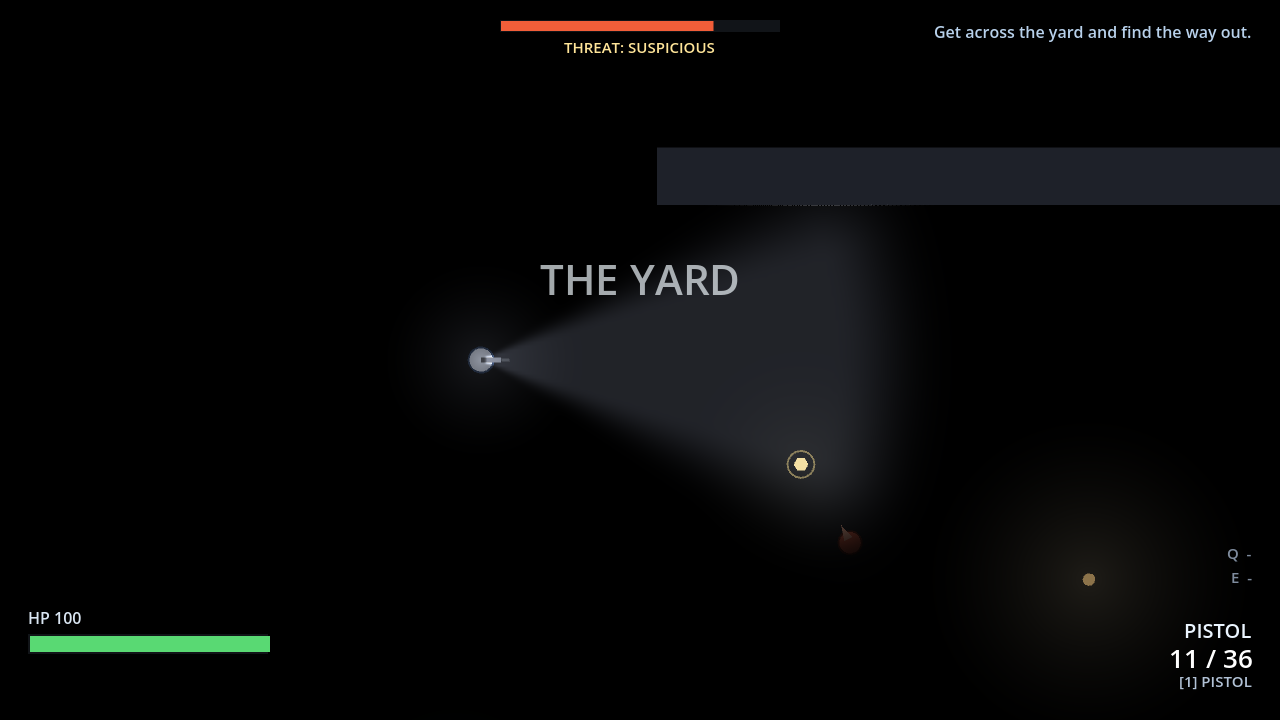 THREAT: SUSPICIOUS
Get across the yard and find the way out.
THE YARD
Q -
E -
HP 100
PISTOL
11 / 36
[1] PISTOL